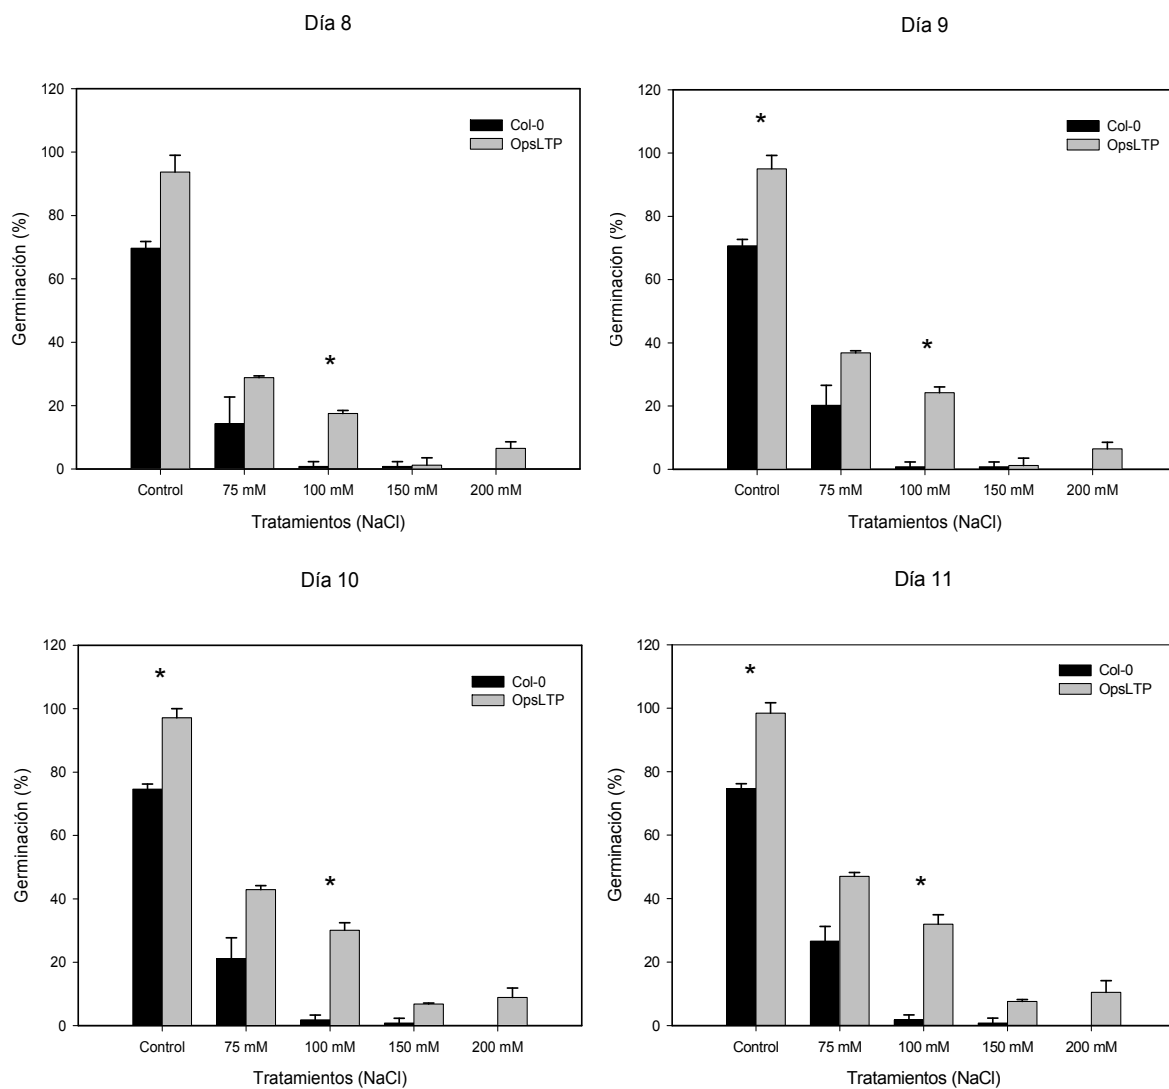 Día 8
120
100
80
60
40
20
0
Germinación (%)
*
Col-0
OpsLTP
Control 75 mM 100 mM 150 mM 200 mM
Tratamientos (NaCl)
Día 9
120
100
80
60
40
20
0
Germinación (%)
* *
Col-0
OpsLTP
Control 75 mM 100 mM 150 mM 200 mM
Tratamientos (NaCl)
Día 10
120
100
80
60
40
20
0
Germinación (%)
* *
Col-0
OpsLTP
Control 75 mM 100 mM 150 mM 200 mM
Tratamientos (NaCl)
Día 11
120
100
80
60
40
20
0
Germinación (%)
* *
Col-0
OpsLTP
Control 75 mM 100 mM 150 mM 200 mM
Tratamientos (NaCl)